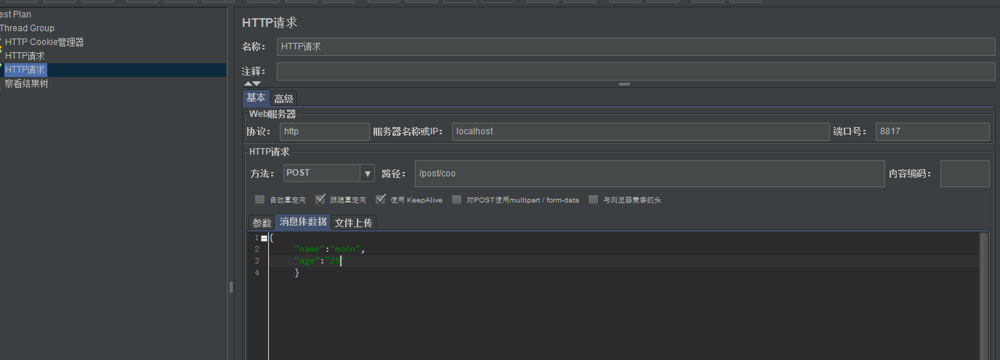 est Plan
Thread Group
HTTP Cookie管理器
HTTP请求
HTTP请求
察看结果树
HTTP请求
名称： HTTP请求
注释：
基本 高级
Web服务器
协议： http 服务器名称或IP： localhost 端口号： 8817
HTTP请求
方法： POST 路径： /post/coo 内容编码：
自动重定向 跟随重定向 使用 KeepAlive 对POST使用multipart / form-data 与浏览器兼容的头
参数 消息体数据 文件上传
1 {
2 "name":"moon",
3 "age":"25"
4 }